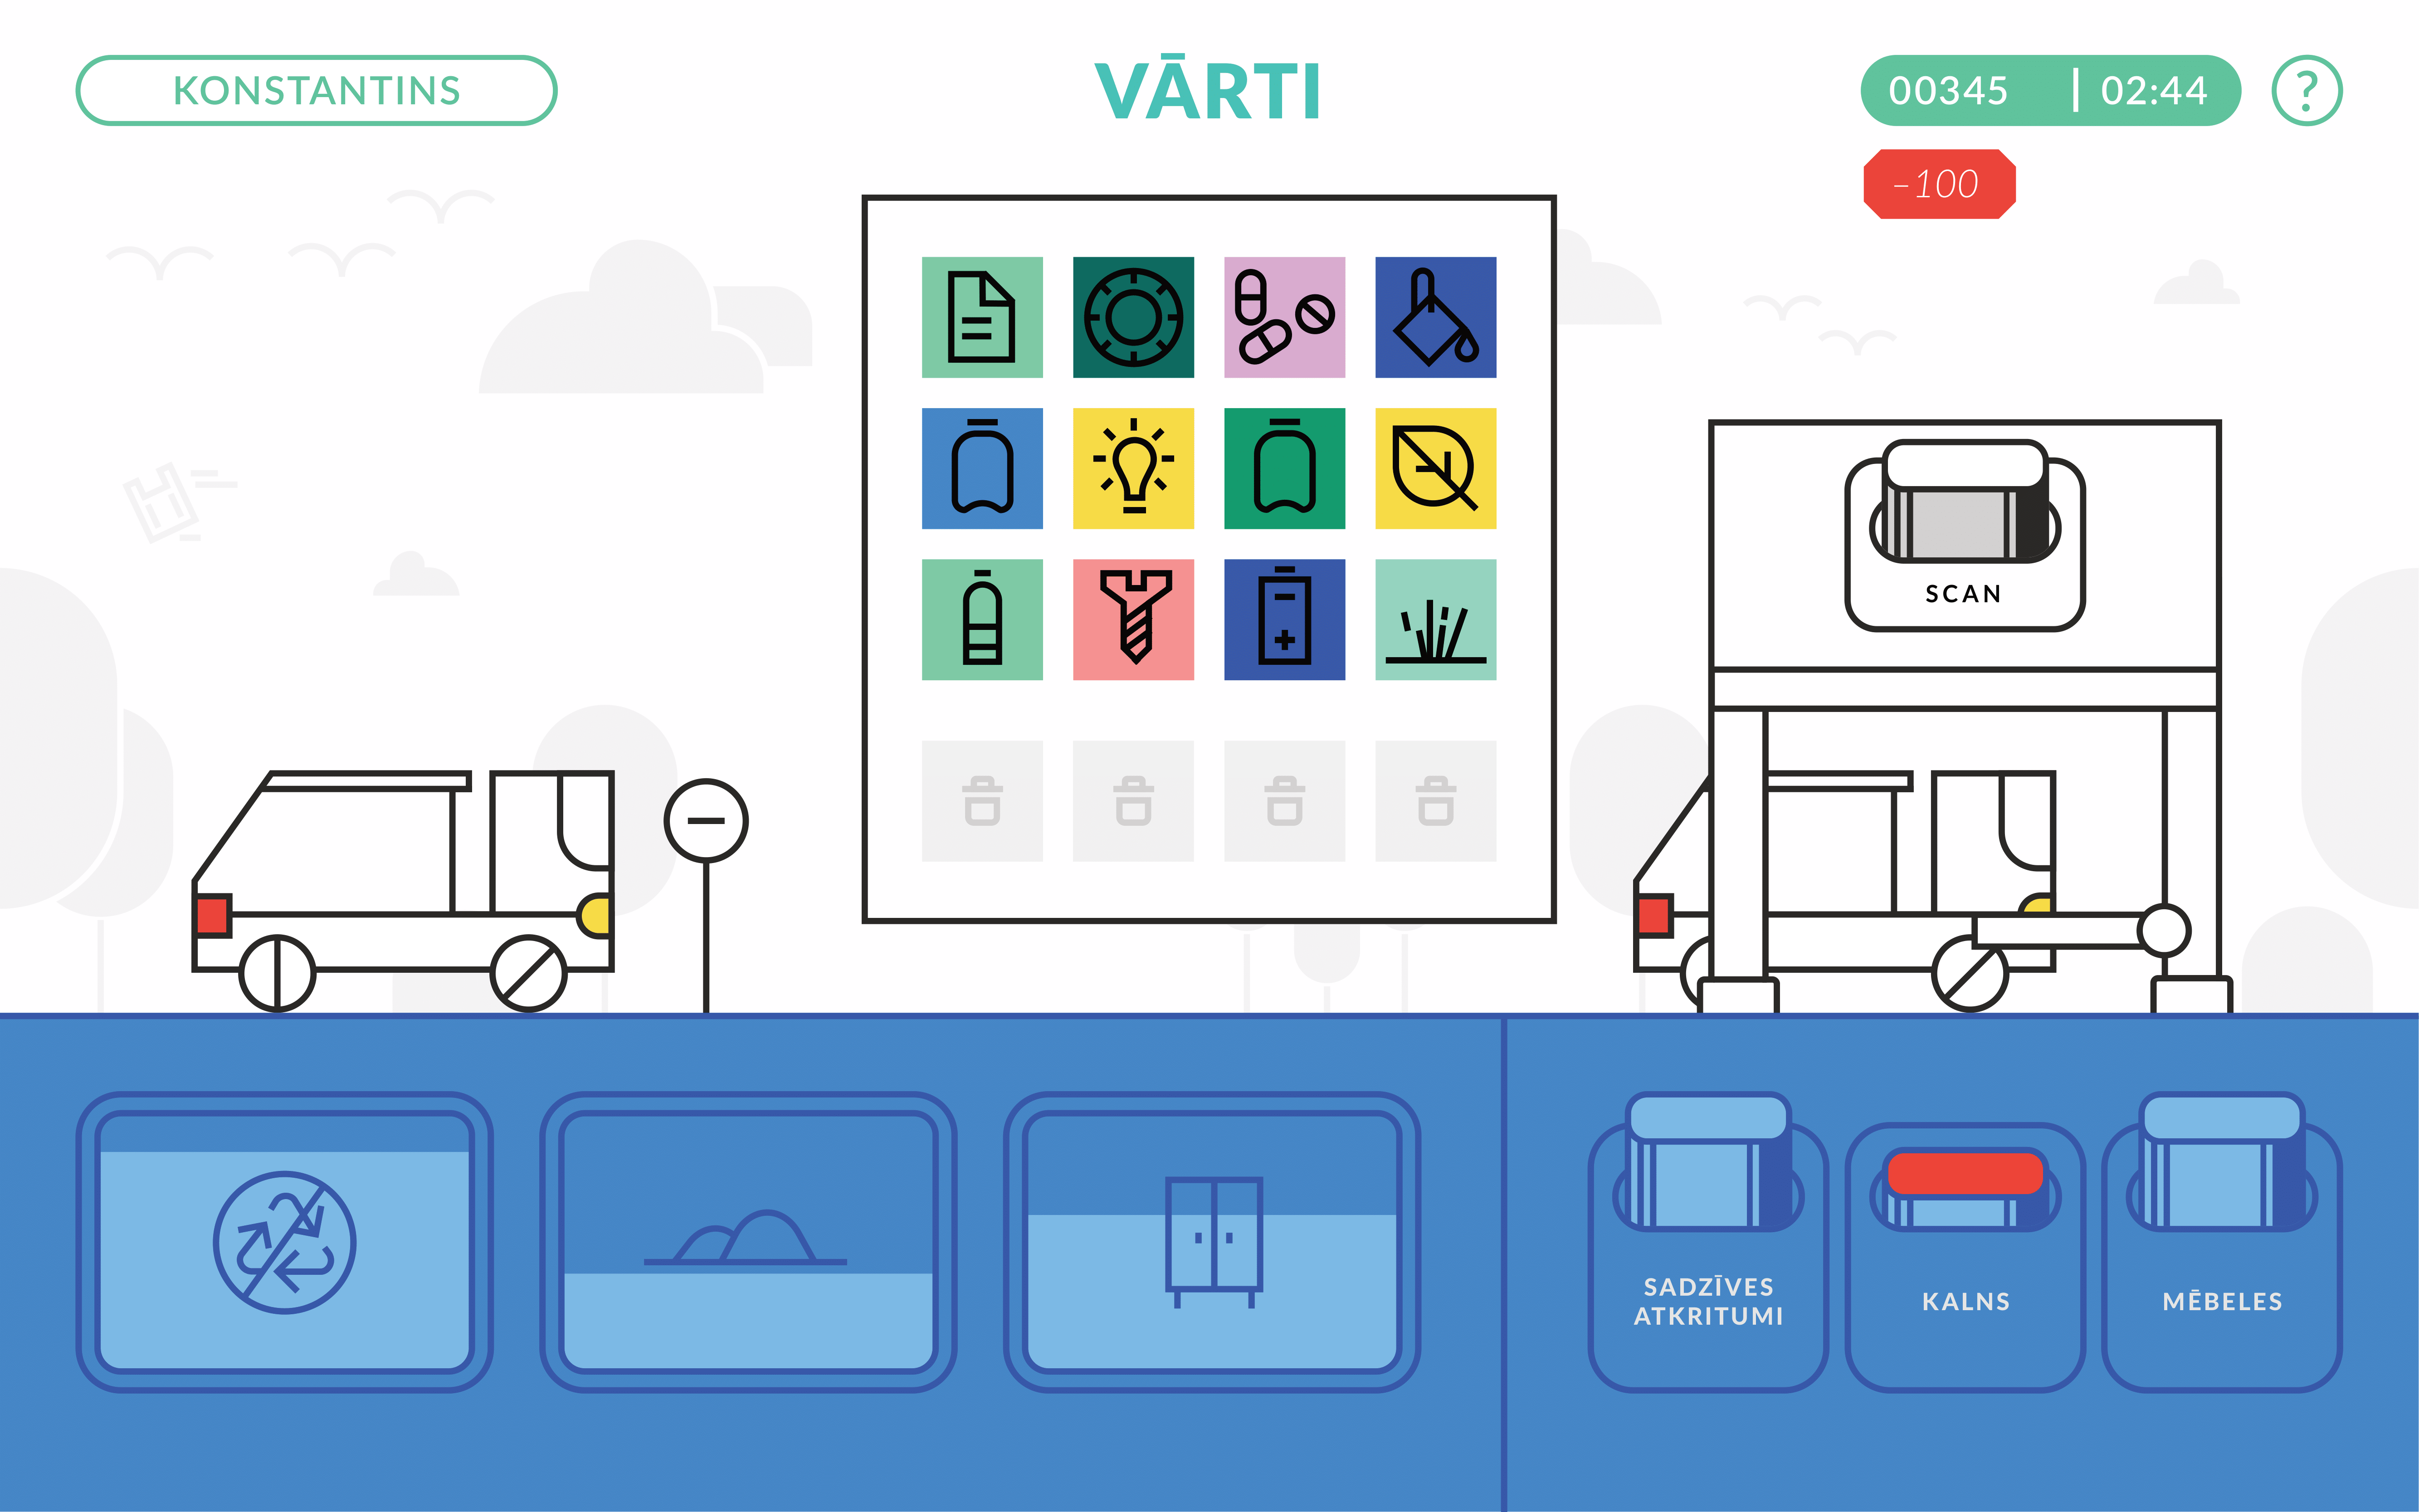 KONSTANTINS
VĀRTI
00345 | 02:44
?
–100
SCAN
SADZĪVES
ATKRITUMI
KALNS
MĒBELES